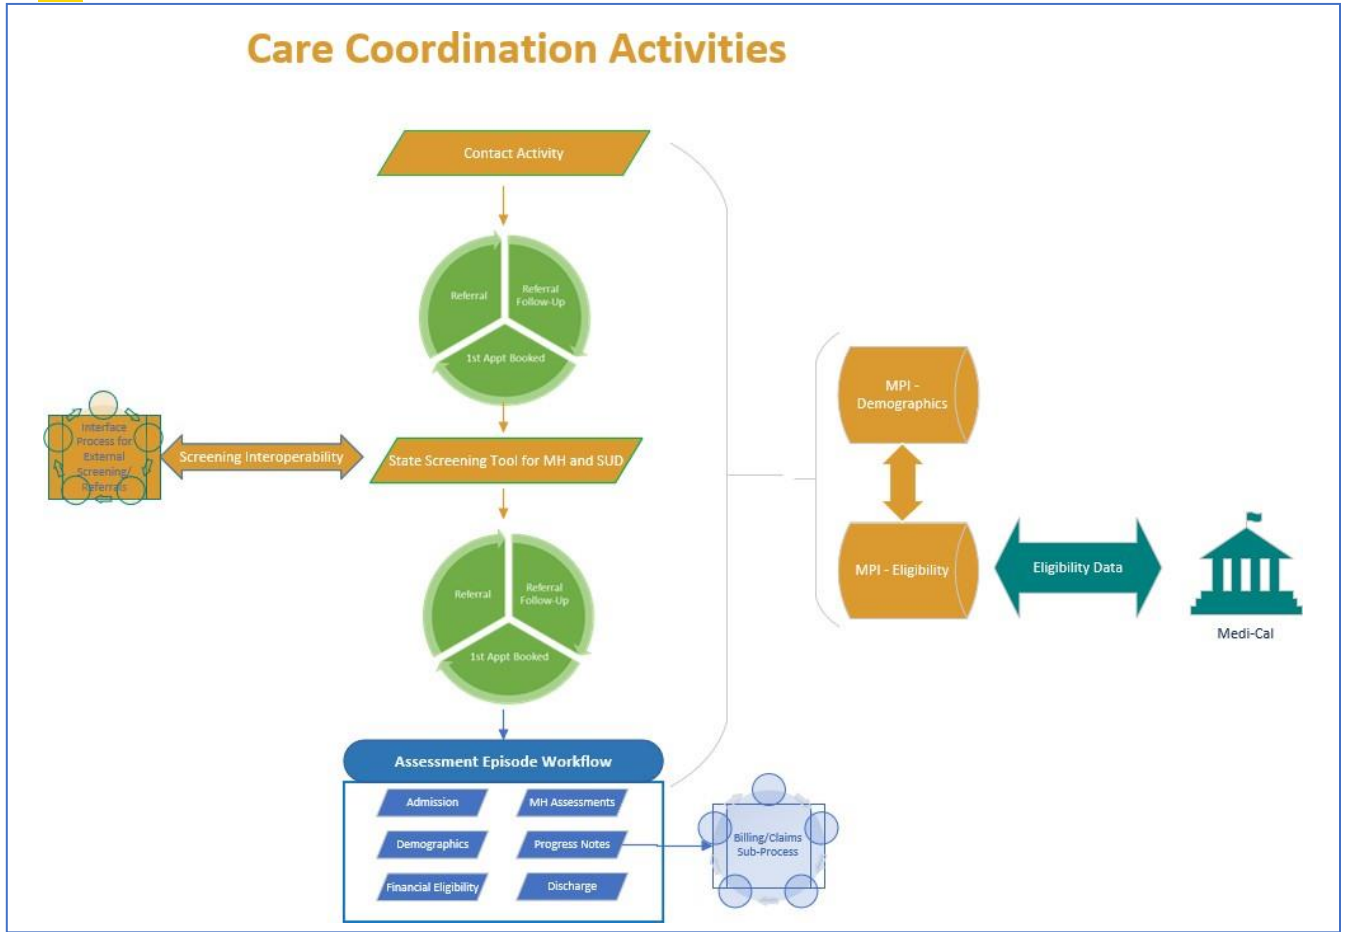 Care Coordination Activities
Contact Activity
Referral
Referral
Follow-Up
1st Appt Booked
Interface
Process for
External
Screening/
Referrals
Screening Interoperability
State Screening Tool for MH and SUD
MPI -
Demographics
MPI - Eligibility
Eligibility Data
Medi-Cal
Referral
Referral
Follow-Up
1st Appt Booked
Assessment Episode Workflow
Admission
MH Assessments
Demographics
Progress Notes
Financial Eligibility
Discharge
Billing/Claims
Sub-Process